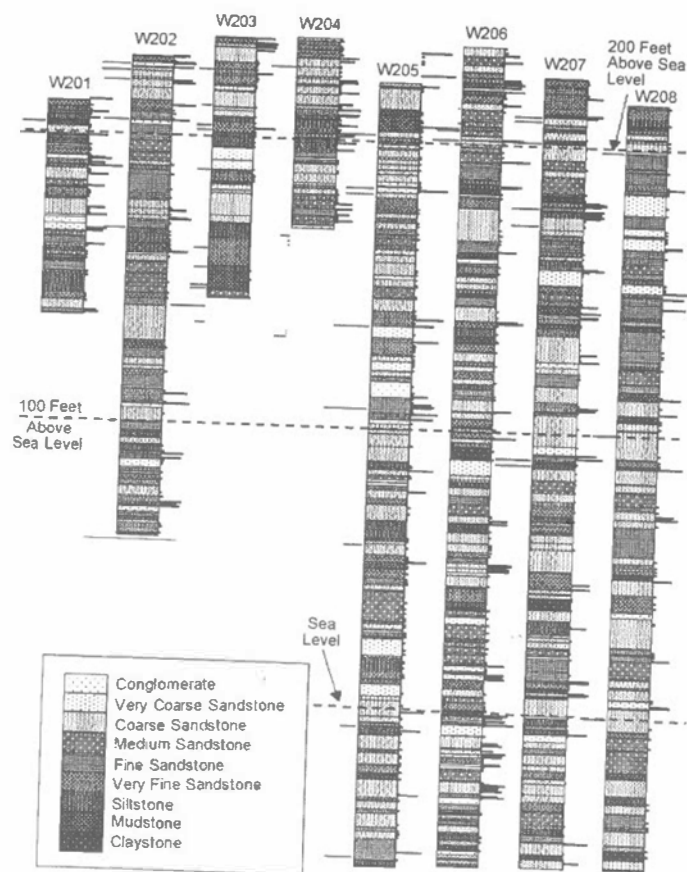 W201
W202
W203
W204
W205
W206
W207
W208
200 Feet
Above Sea
Level
100 Feet
Above
Sea Level
Sea
Level
Conglomerate
Very Coarse Sandstone
Coarse Sandstone
Medium Sandstone
Fine Sandstone
Very Fine Sandstone
Siltstone
Mudstone
Claystone